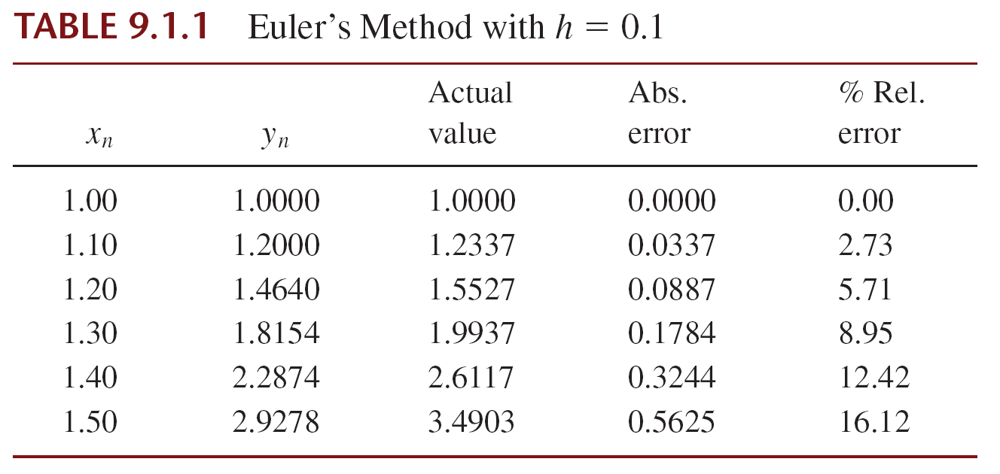 TABLE 9.1.1 Euler's Method with h = 0.1
Actual Abs. % Rel.
xn yn value error error
1.00 1.0000 1.0000 0.0000 0.00
1.10 1.2000 1.2337 0.0337 2.73
1.20 1.4640 1.5527 0.0887 5.71
1.30 1.8154 1.9937 0.1784 8.95
1.40 2.2874 2.6117 0.3244 12.42
1.50 2.9278 3.4903 0.5625 16.12